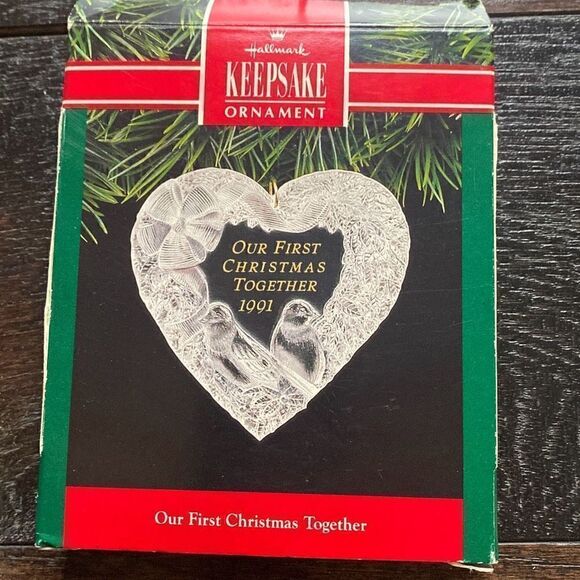 Hallmark
KEEPSAKE
ORNAMENT
OUR FIRST
CHRISTMAS
TOGETHER
1991
Our First Christmas Together